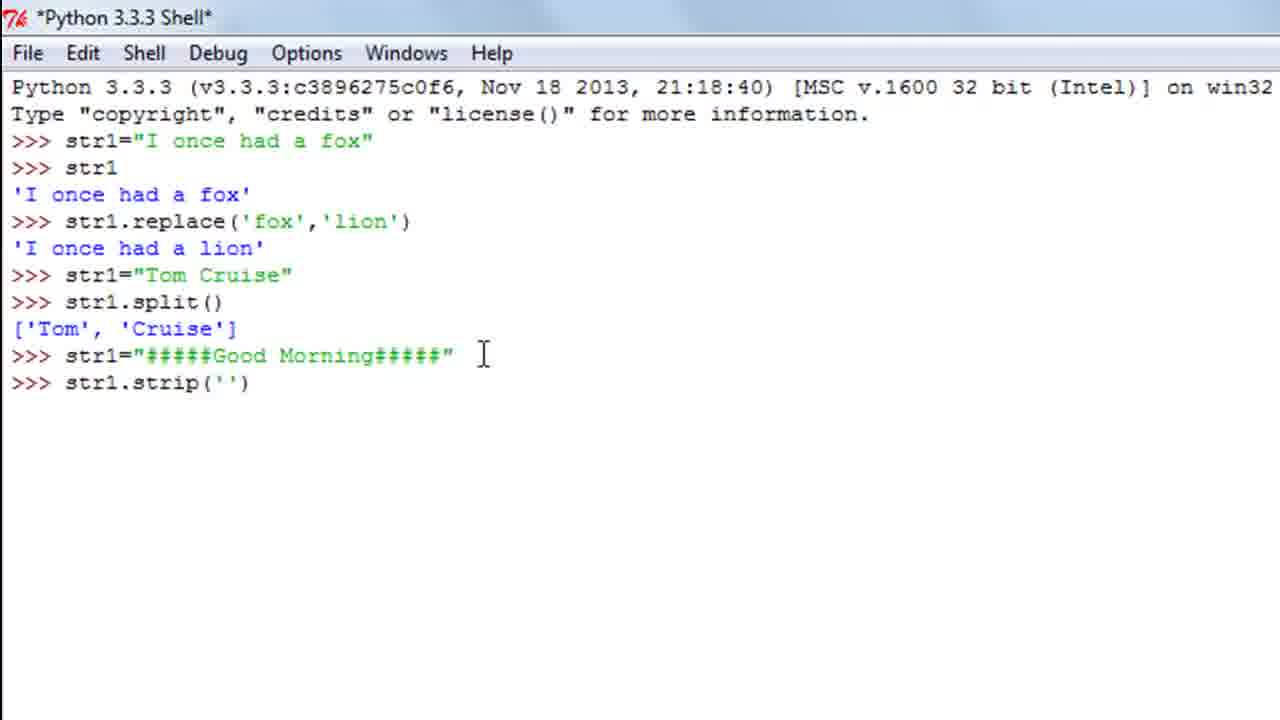 *Python 3.3.3 Shell*
File Edit Shell Debug Options Windows Help
Python 3.3.3 (v3.3.3:c3896275c0f6, Nov 18 2013, 21:18:40) [MSC v.1600 32 bit (Intel)] on win32
Type "copyright", "credits" or "license()" for more information.
>>> str1="I once had a fox"
>>> str1
'I once had a fox'
>>> str1.replace('fox','lion')
'I once had a lion'
>>> str1="Tom Cruise"
>>> str1.split()
['Tom', 'Cruise']
>>> str1="#####Good Morning#####"
>>> str1.strip('')